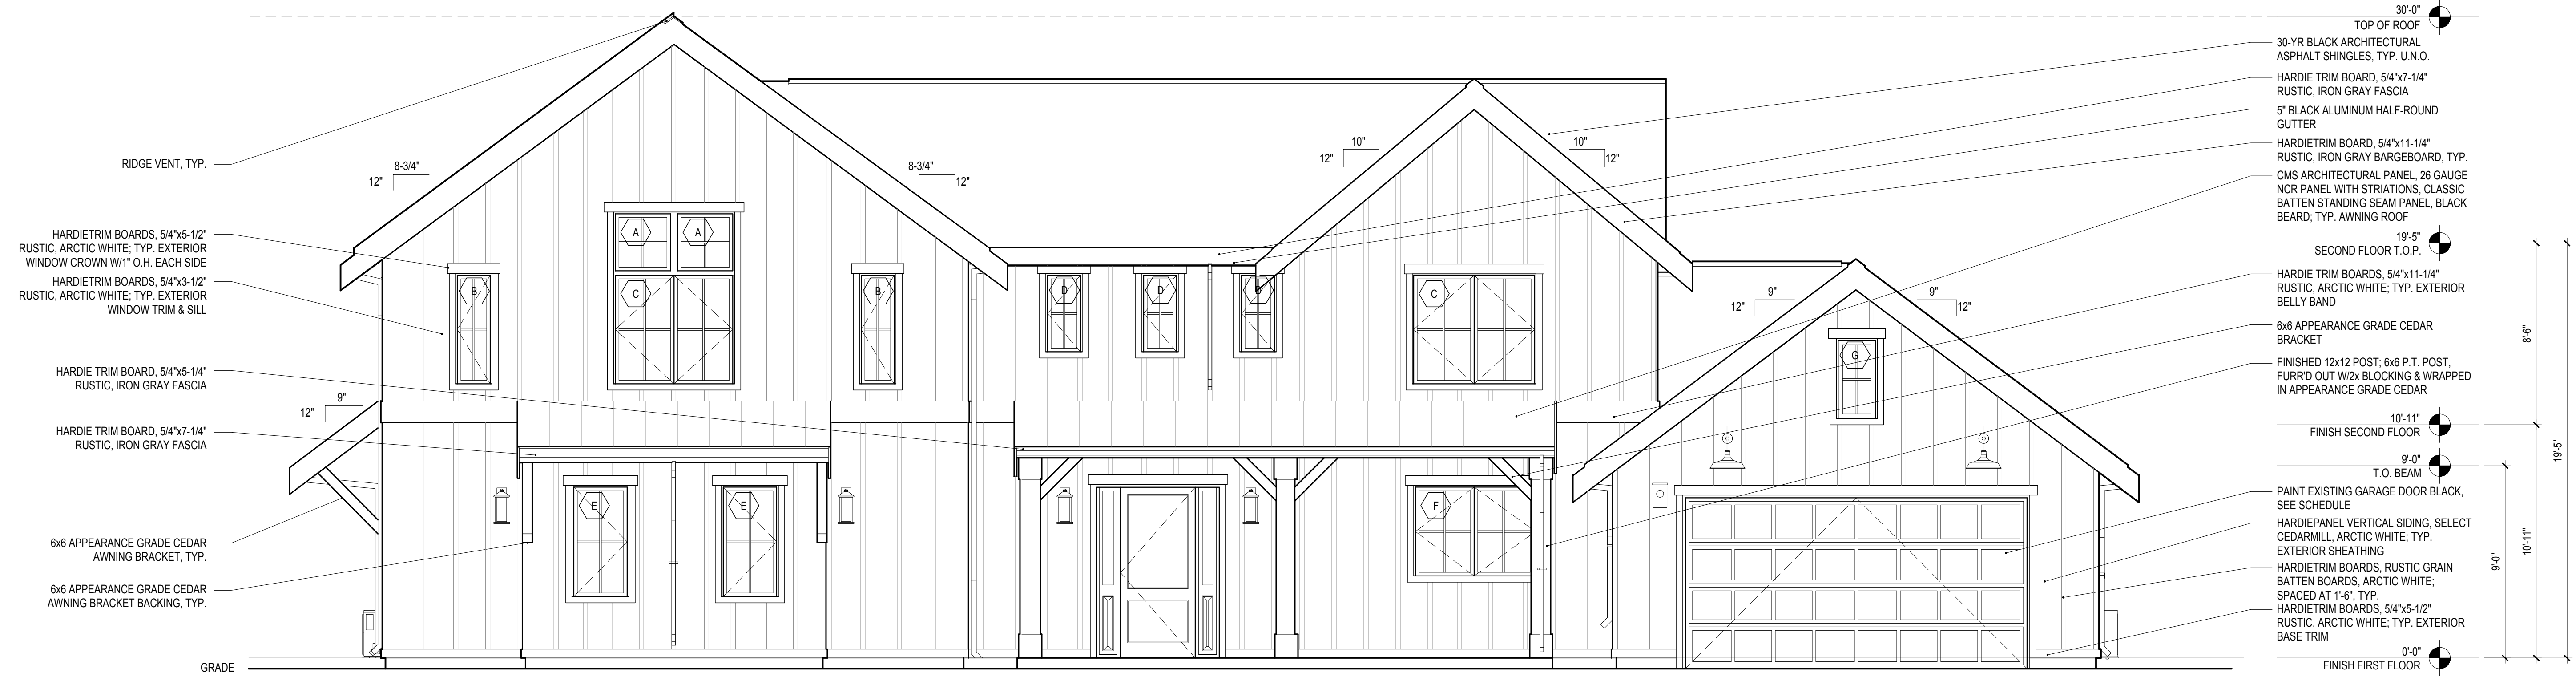 RIDGE VENT, TYP.
HARDIETRIM BOARDS, 5/4"x5-1/2"
RUSTIC, ARCTIC WHITE; TYP. EXTERIOR
WINDOW CROWN W/1" O.H. EACH SIDE
HARDIETRIM BOARDS, 5/4"x3-1/2"
RUSTIC, ARCTIC WHITE; TYP. EXTERIOR
WINDOW TRIM & SILL
HARDIE TRIM BOARD, 5/4"x5-1/4"
RUSTIC, IRON GRAY FASCIA
HARDIE TRIM BOARD, 5/4"x7-1/4"
RUSTIC, IRON GRAY FASCIA
6x6 APPEARANCE GRADE CEDAR
AWNING BRACKET, TYP.
6x6 APPEARANCE GRADE CEDAR
AWNING BRACKET BACKING, TYP.
GRADE
9"
12"
8-3/4"
12"
8-3/4"
12"
10"
12"
10"
12"
9"
12"
9"
12"
A
A
B
C
B
D
D
D
C
G
E
E
F
30'-0"
TOP OF ROOF
30-YR BLACK ARCHITECTURAL
ASPHALT SHINGLES, TYP. U.N.O.
HARDIE TRIM BOARD, 5/4"x7-1/4"
RUSTIC, IRON GRAY FASCIA
5" BLACK ALUMINUM HALF-ROUND
GUTTER
HARDIETRIM BOARD, 5/4"x11-1/4"
RUSTIC, IRON GRAY BARGEBOARD, TYP.
CMS ARCHITECTURAL PANEL, 26 GAUGE
NCR PANEL WITH STRIATIONS, CLASSIC
BATTEN STANDING SEAM PANEL, BLACK
BEARD; TYP. AWNING ROOF
19'-5"
SECOND FLOOR T.O.P.
HARDIE TRIM BOARDS, 5/4"x11-1/4"
RUSTIC, ARCTIC WHITE; TYP. EXTERIOR
BELLY BAND
6x6 APPEARANCE GRADE CEDAR
BRACKET
FINISHED 12x12 POST; 6x6 P.T. POST,
FURR'D OUT W/2x BLOCKING & WRAPPED
IN APPEARANCE GRADE CEDAR
10'-11"
FINISH SECOND FLOOR
9'-0"
T.O. BEAM
PAINT EXISTING GARAGE DOOR BLACK,
SEE SCHEDULE
HARDIEPANEL VERTICAL SIDING, SELECT
CEDARMILL, ARCTIC WHITE; TYP.
EXTERIOR SHEATHING
HARDIETRIM BOARDS, RUSTIC GRAIN
BATTEN BOARDS, ARCTIC WHITE;
SPACED AT 1'-6", TYP.
HARDIETRIM BOARDS, 5/4"x5-1/2"
RUSTIC, ARCTIC WHITE; TYP. EXTERIOR
BASE TRIM
0'-0"
FINISH FIRST FLOOR
9'-0"
8'-6"
10'-11"
19'-5"